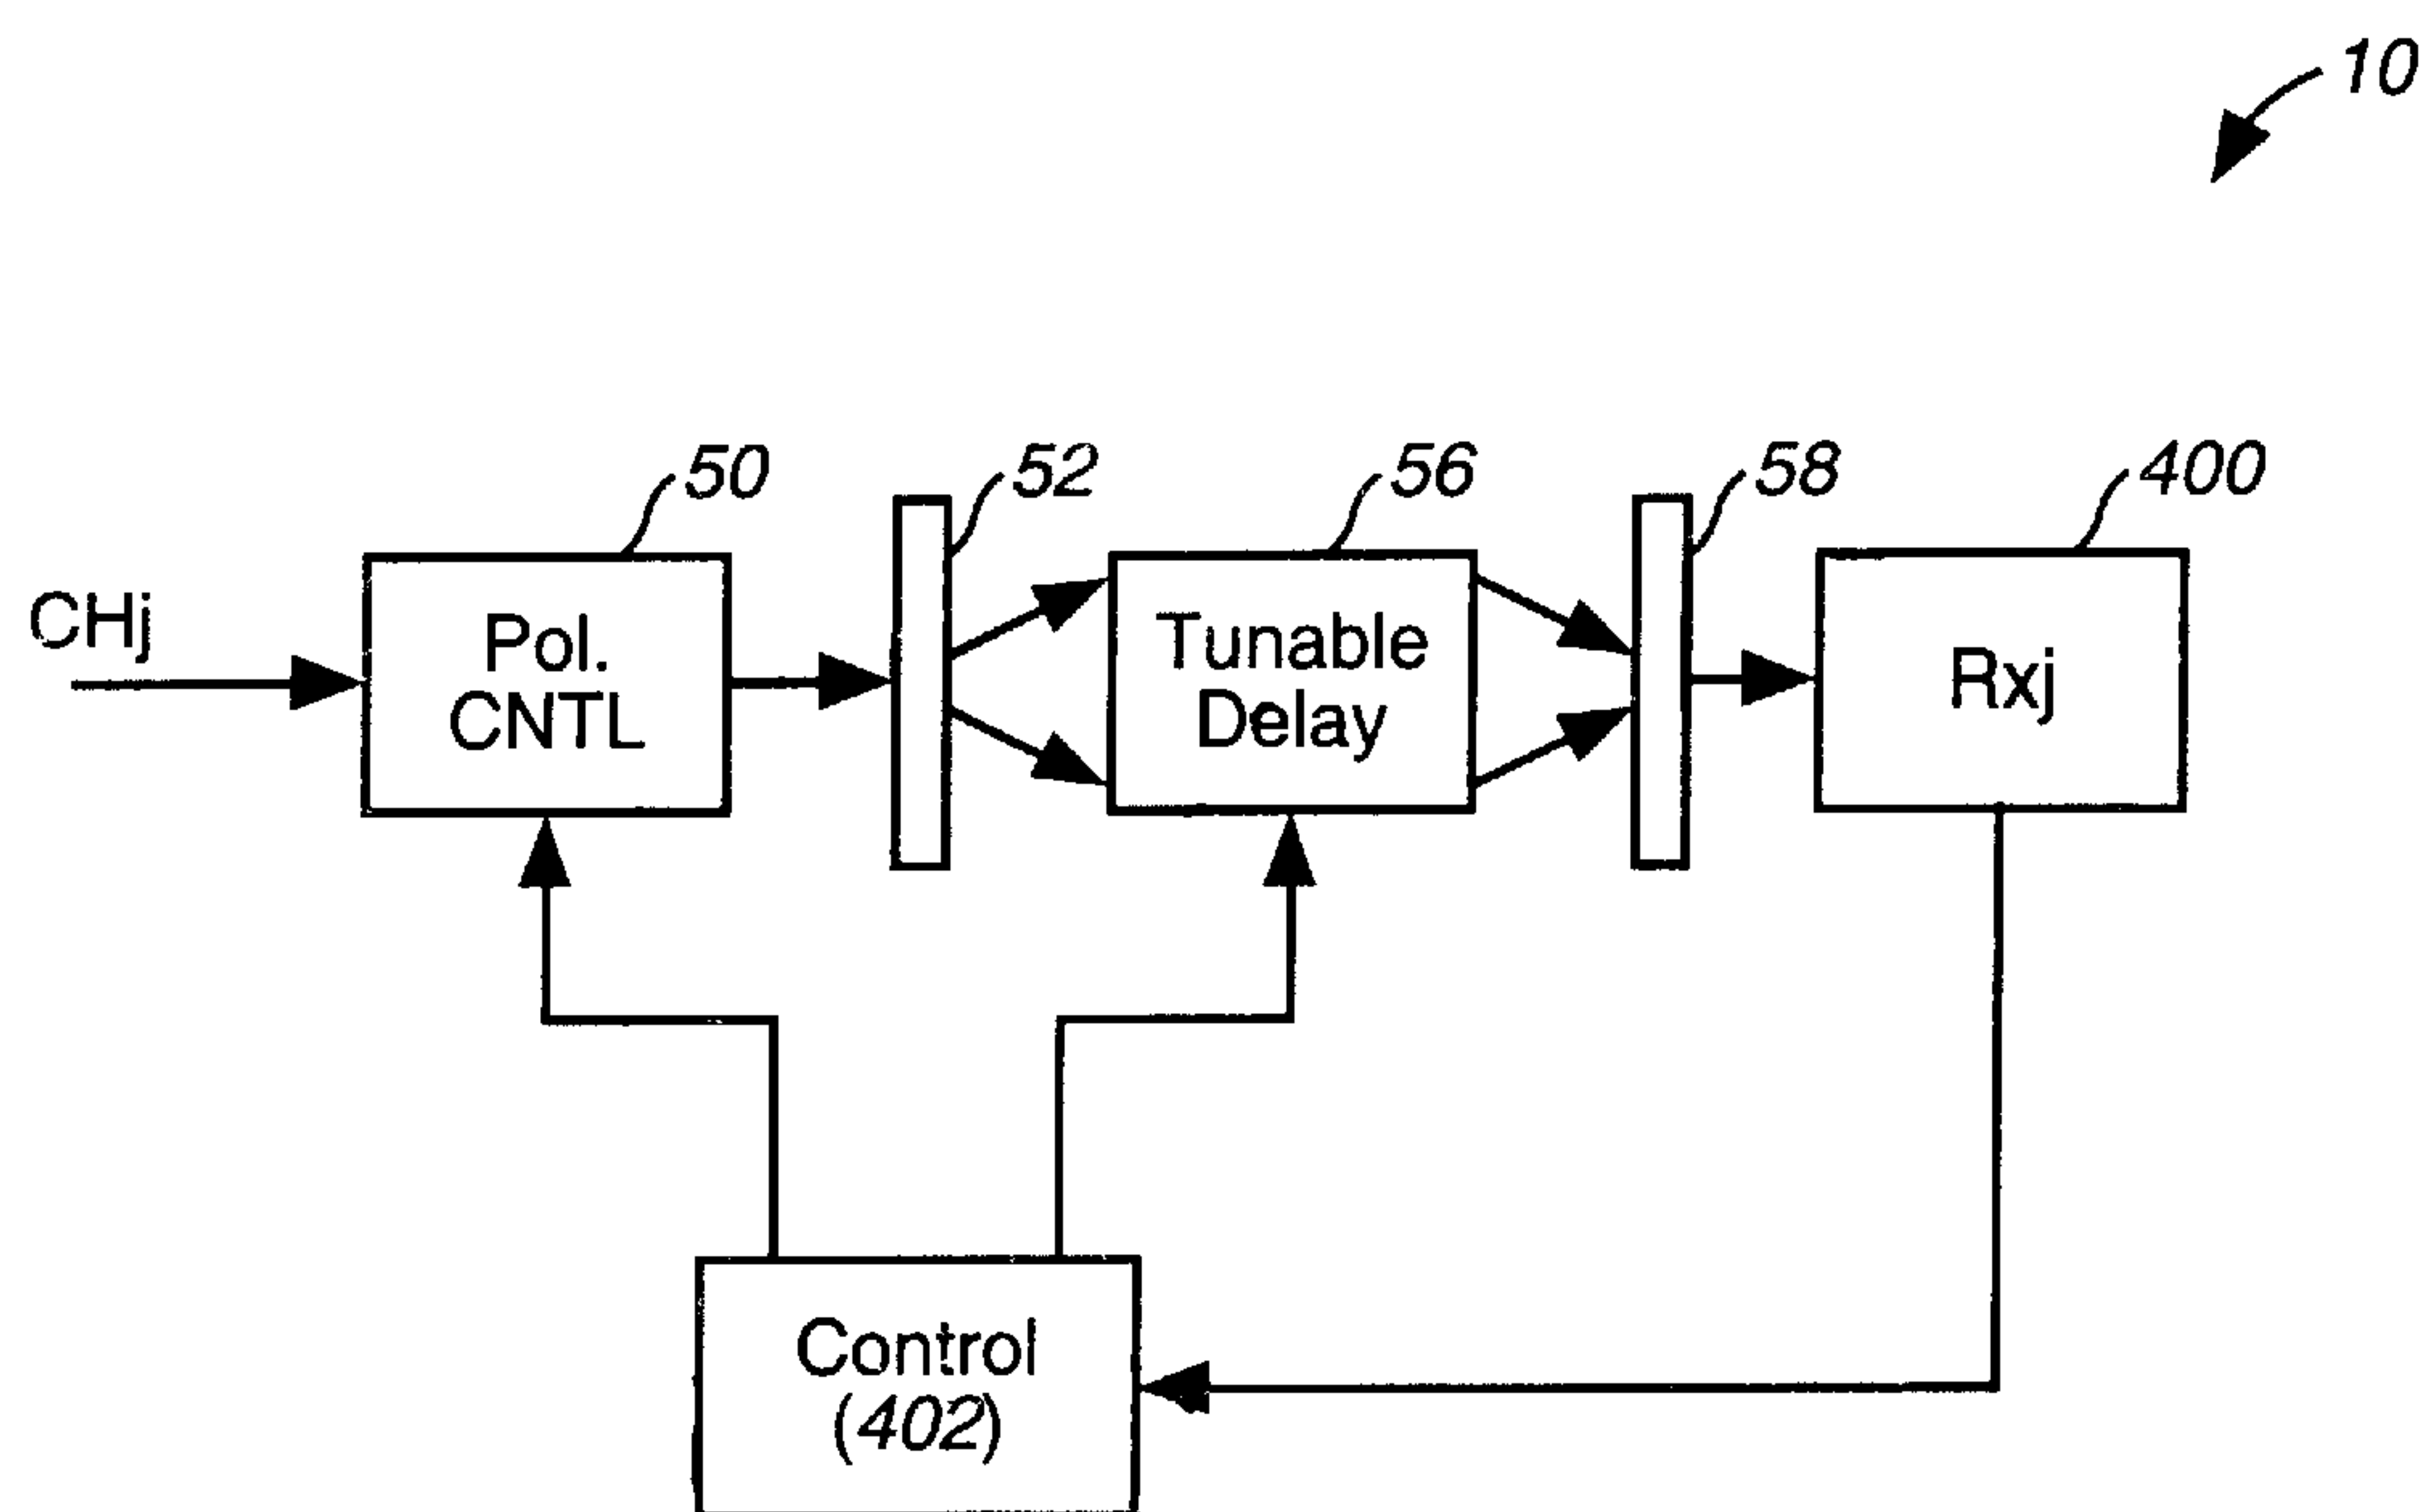 10
50
52
56
58
400
CHj
Pol.
CNTL
Tunable
Delay
Rxj
Control
(402)